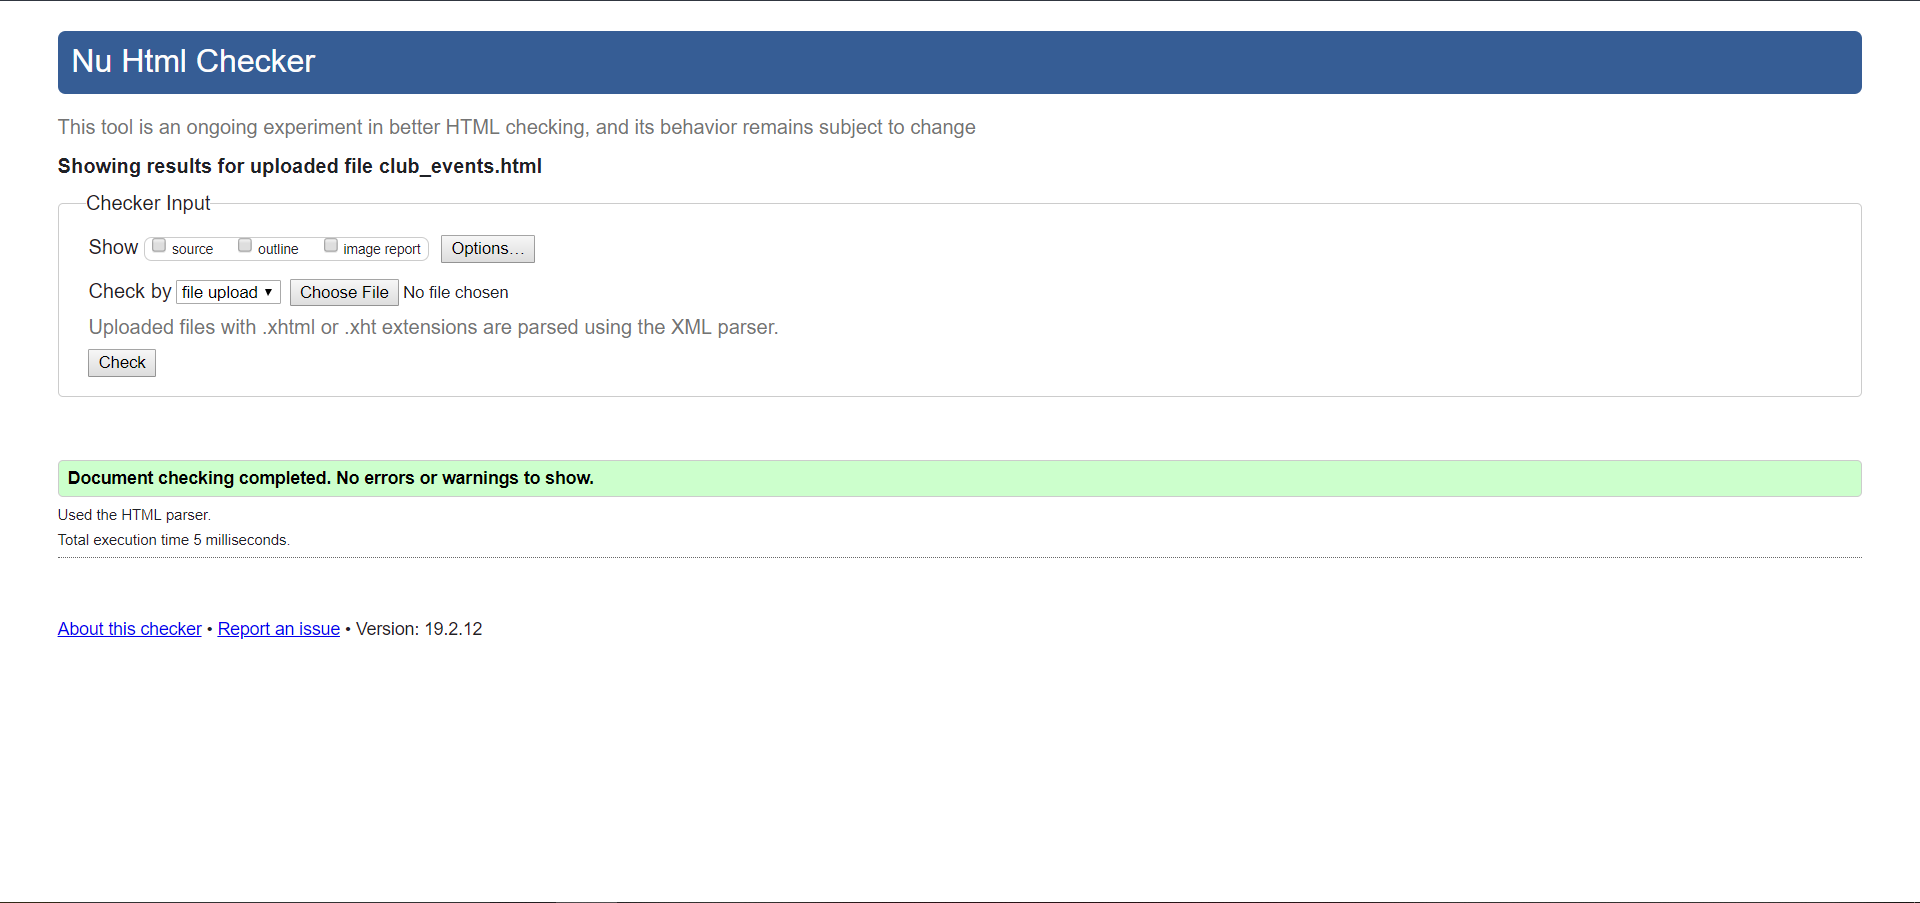 Nu Html Checker
This tool is an ongoing experiment in better HTML checking, and its behavior remains subject to change
Showing results for uploaded file club_events.html
Checker Input
Show source outline image report Options…
Check by file upload Choose File No file chosen
Uploaded files with .xhtml or .xht extensions are parsed using the XML parser.
Check
Document checking completed. No errors or warnings to show.
Used the HTML parser.
Total execution time 5 milliseconds.
About this checker • Report an issue • Version: 19.2.12